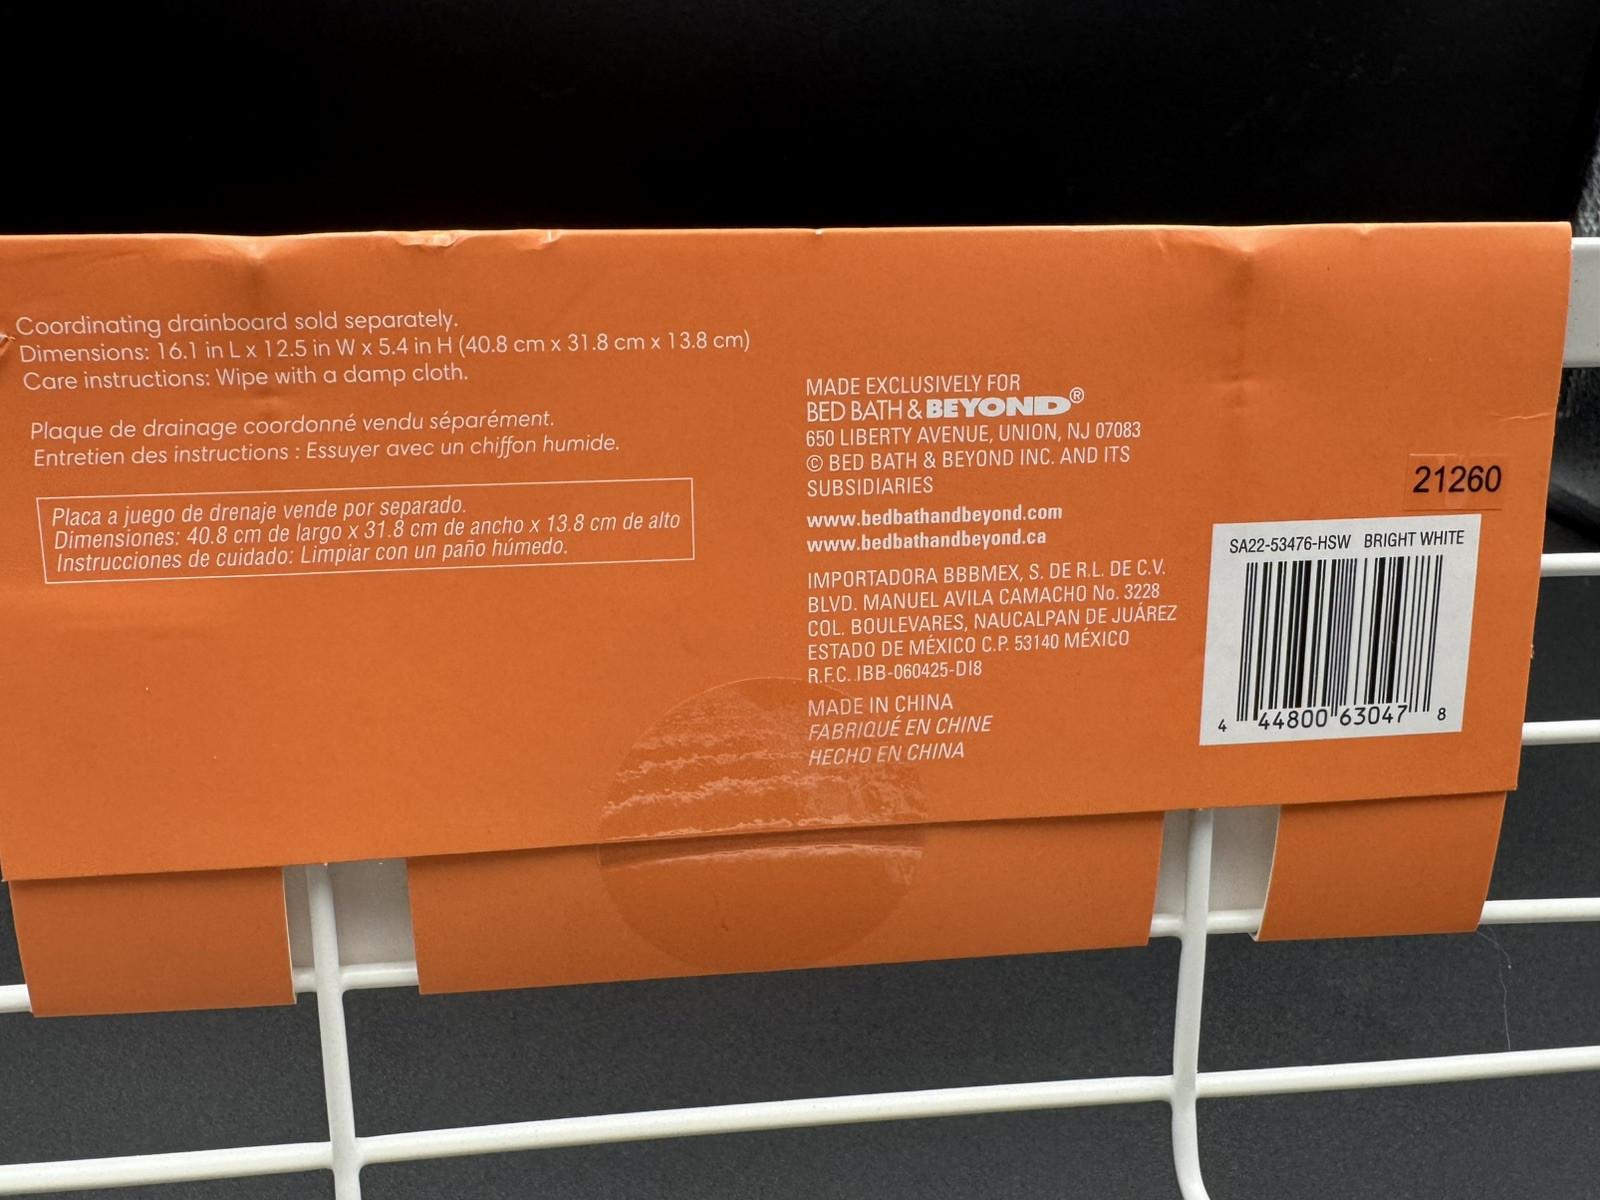 Coordinating drainboard sold separately.
Dimensions: 16.1 in L x 12.5 in W x 5.4 in H (40.8 cm x 31.8 cm x 13.8 cm)
Care instructions: Wipe with a damp cloth.
Plaque de drainage coordonné vendu séparément.
Entretien des instructions : Essuyer avec un chiffon humide.
Placa a juego de drenaje vende por separado.
Dimensiones: 40.8 cm de largo x 31.8 cm de ancho x 13.8 cm de alto
Instrucciones de cuidado: Limpiar con un paño húmedo.
MADE EXCLUSIVELY FOR
BED BATH & BEYOND®
650 LIBERTY AVENUE, UNION, NJ 07083
© BED BATH & BEYOND INC. AND ITS
SUBSIDIARIES
www.bedbathandbeyond.com
www.bedbathandbeyond.ca
IMPORTADORA BBBMEX, S. DE R.L. DE C.V.
BLVD. MANUEL AVILA CAMACHO No. 3228
COL. BOULEVARES, NAUCALPAN DE JUÁREZ
ESTADO DE MÉXICO C.P. 53140 MÉXICO
R.F.C. IBB-060425-DI8
MADE IN CHINA
FABRIQUÉ EN CHINE
HECHO EN CHINA
21260
SA22-53476-HSW BRIGHT WHITE
4 44800 63047 8